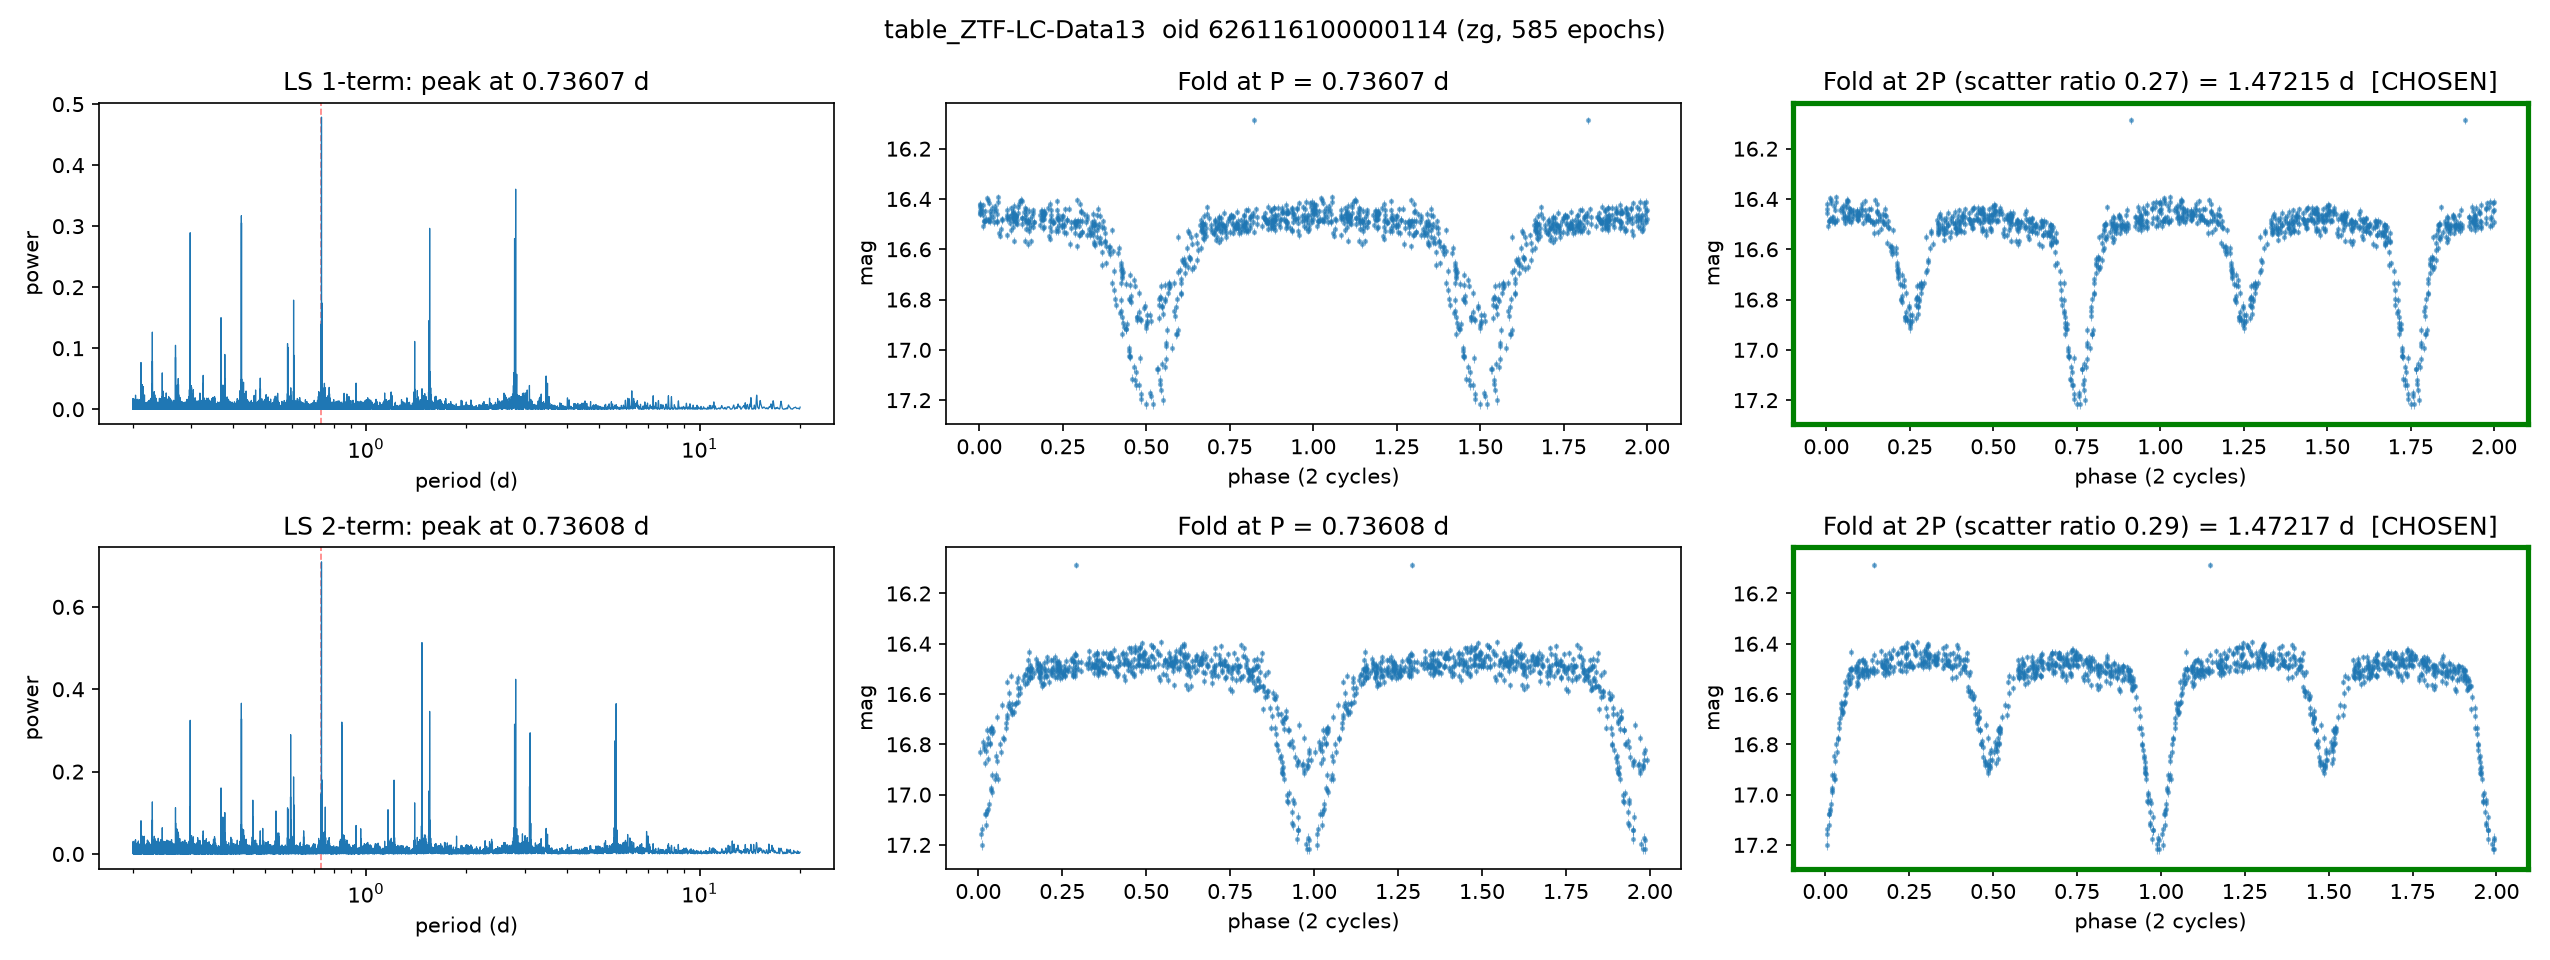 table_ZTF-LC-Data13  oid 626116100000114 (zg, 585 epochs)
LS 1-term: peak at 0.73607 d
Fold at P = 0.73607 d
Fold at 2P (scatter ratio 0.27) = 1.47215 d  [CHOSEN]
power
0.5
0.4
0.3
0.2
0.1
0.0
10⁰
10¹
period (d)
mag
16.2
16.4
16.6
16.8
17.0
17.2
0.00 0.25 0.50 0.75 1.00 1.25 1.50 1.75 2.00
phase (2 cycles)
mag
16.2
16.4
16.6
16.8
17.0
17.2
0.00 0.25 0.50 0.75 1.00 1.25 1.50 1.75 2.00
phase (2 cycles)
LS 2-term: peak at 0.73608 d
Fold at P = 0.73608 d
Fold at 2P (scatter ratio 0.29) = 1.47217 d  [CHOSEN]
power
0.6
0.4
0.2
0.0
10⁰
10¹
period (d)
mag
16.2
16.4
16.6
16.8
17.0
17.2
0.00 0.25 0.50 0.75 1.00 1.25 1.50 1.75 2.00
phase (2 cycles)
mag
16.2
16.4
16.6
16.8
17.0
17.2
0.00 0.25 0.50 0.75 1.00 1.25 1.50 1.75 2.00
phase (2 cycles)